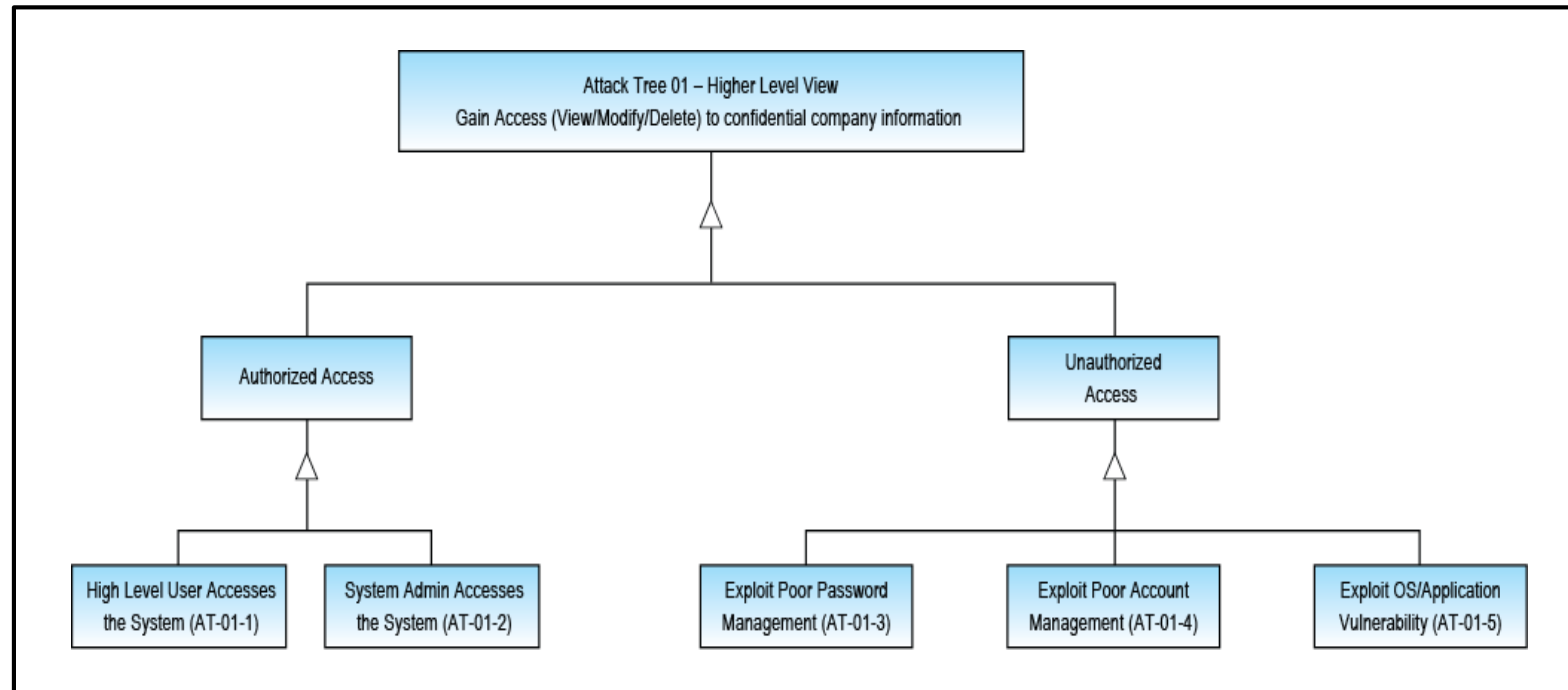 Attack Tree 01 – Higher Level View
Gain Access (View/Modify/Delete) to confidential company information
Authorized Access
Unauthorized
Access
High Level User Accesses
the System (AT-01-1)
System Admin Accesses
the System (AT-01-2)
Exploit Poor Password
Management (AT-01-3)
Exploit Poor Account
Management (AT-01-4)
Exploit OS/Application
Vulnerability (AT-01-5)